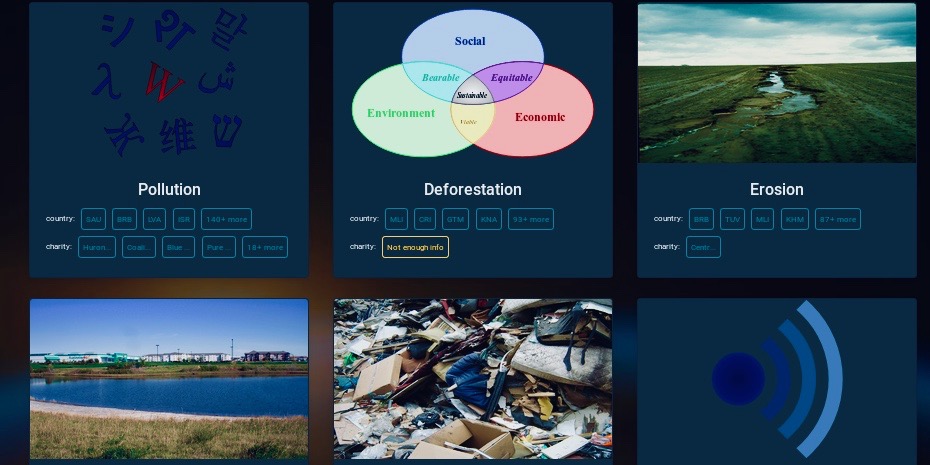 シ Ω 말
λ W ش
维 ש
Social
Bearable Equitable
Sustainable
Environment Economic
Viable
Pollution Deforestation Erosion
country: SAU BRB LVA ISR 140+ more
country: MLI CRI GTM KNA 93+ more
country: BRB TUV MLI KHM 87+ more
charity: Huron... Coali... Blue ... Pure ... 18+ more
charity: Not enough info
charity: Centr...